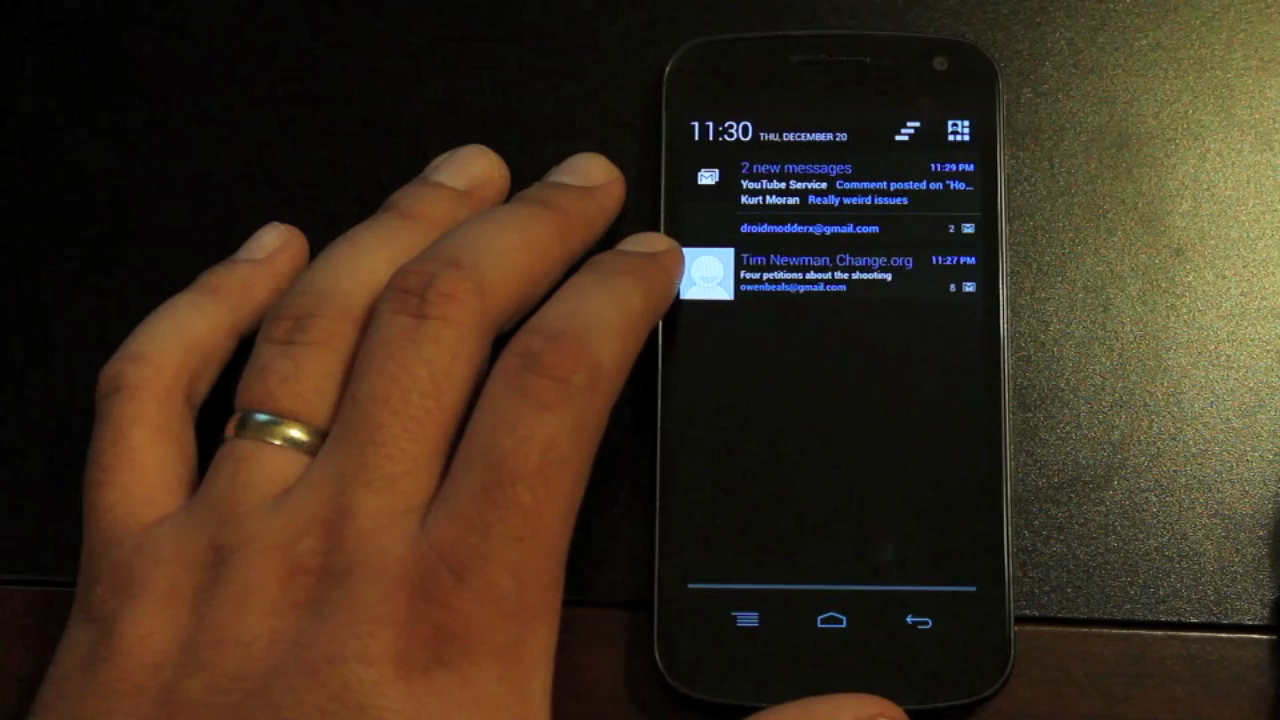 11:30 THU, DECEMBER 20
2 new messages 11:29 PM
YouTube Service Comment posted on "Ho...
Kurt Moran Really weird issues
droidmodderx@gmail.com 2
Tim Newman, Change.org 11:27 PM
Four petitions about the shooting
owenbeals@gmail.com 8